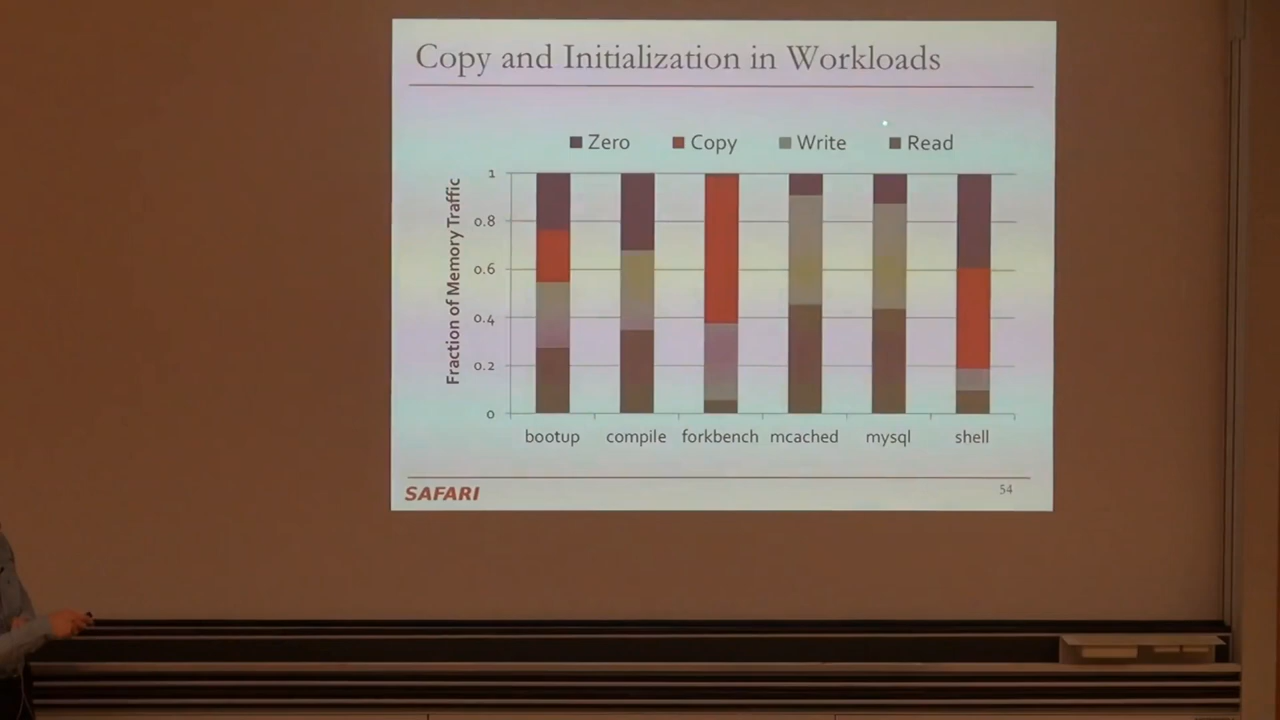 Copy and Initialization in Workloads
Zero Copy Write Read
Fraction of Memory Traffic
1
0.8
0.6
0.4
0.2
0
bootup compile forkbench mcached mysql shell
SAFARI
54